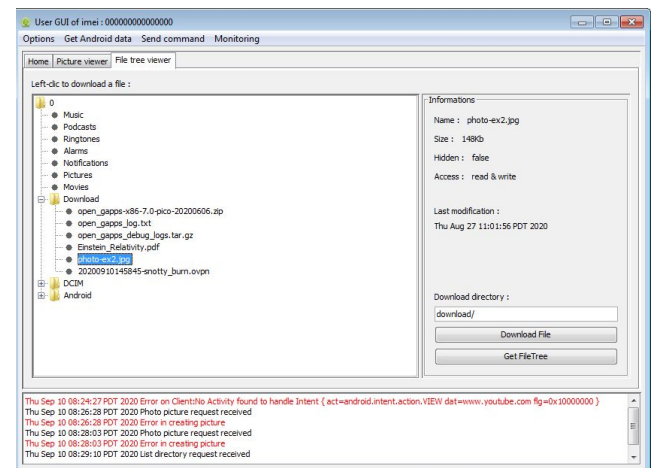 User GUI of imei : 000000000000000
Options Get Android data Send command Monitoring
Home Picture viewer File tree viewer
Left-clic to download a file :
0
Music
Podcasts
Ringtones
Alarms
Notifications
Pictures
Movies
Download
open_gapps-x86-7.0-pico-20200606.zip
open_gapps_log.txt
open_gapps_debug_logs.tar.gz
Einstein_Relativity.pdf
photo-ex2.jpg
20200910145845-snotty_burn.ovpn
DCIM
Android
Informations
Name : photo-ex2.jpg
Size : 148Kb
Hidden : false
Access : read & write
Last modification :
Thu Aug 27 11:01:56 PDT 2020
Download directory :
download/
Download File
Get FileTree
Thu Sep 10 08:24:27 PDT 2020 Error on Client:No Activity found to handle Intent { act=android.intent.action.VIEW dat=www.youtube.com flg=0x10000000 }
Thu Sep 10 08:26:28 PDT 2020 Photo picture request received
Thu Sep 10 08:26:28 PDT 2020 Error in creating picture
Thu Sep 10 08:28:03 PDT 2020 Photo picture request received
Thu Sep 10 08:28:03 PDT 2020 Error in creating picture
Thu Sep 10 08:29:10 PDT 2020 List directory request received